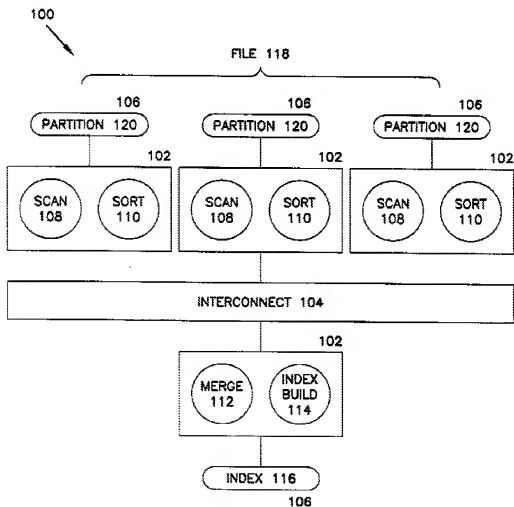 100
FILE 118
106 106 106
PARTITION 120 PARTITION 120 PARTITION 120
102 102 102
SCAN 108 SORT 110 SCAN 108 SORT 110 SCAN 108 SORT 110
INTERCONNECT 104
102
MERGE 112 INDEX BUILD 114
INDEX 116
106